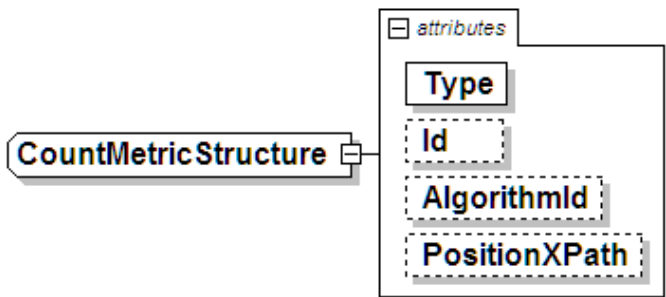 attributes
Type
Id
CountMetricStructure
AlgorithmId
PositionXPath